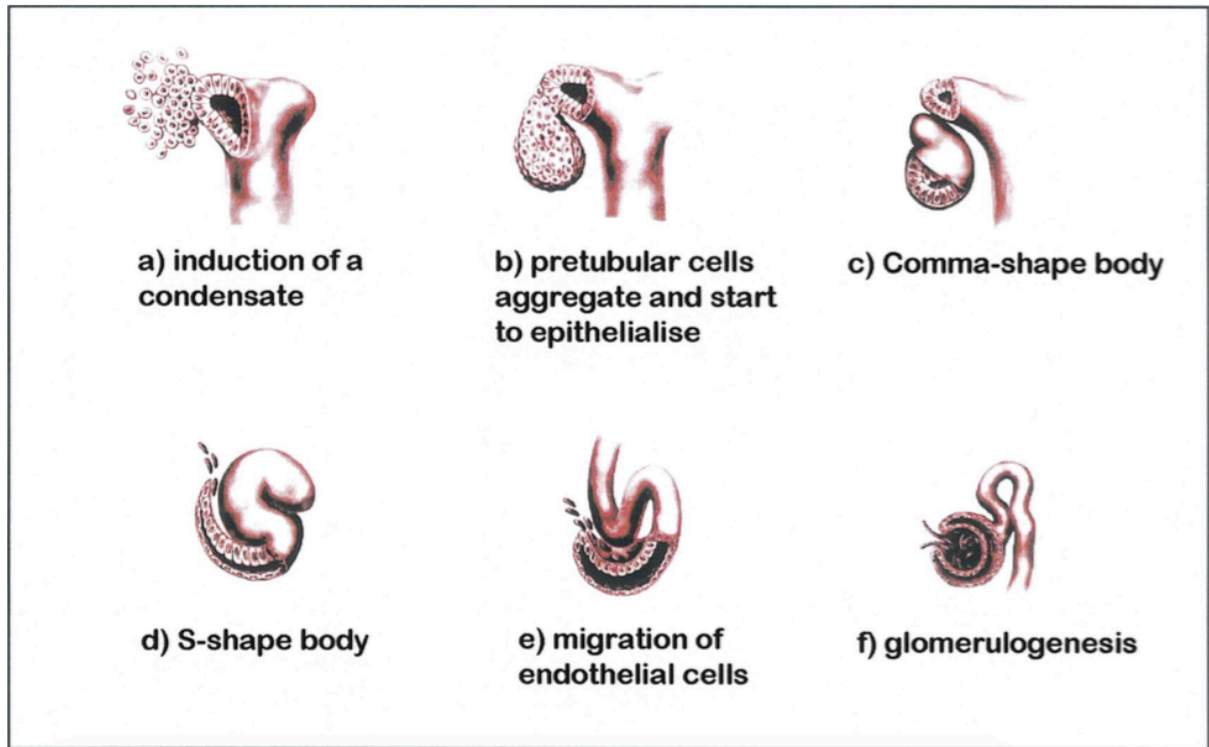 a) induction of a
condensate
b) pretubular cells
aggregate and start
to epithelialise
c) Comma-shape body
d) S-shape body
e) migration of
endothelial cells
f) glomerulogenesis